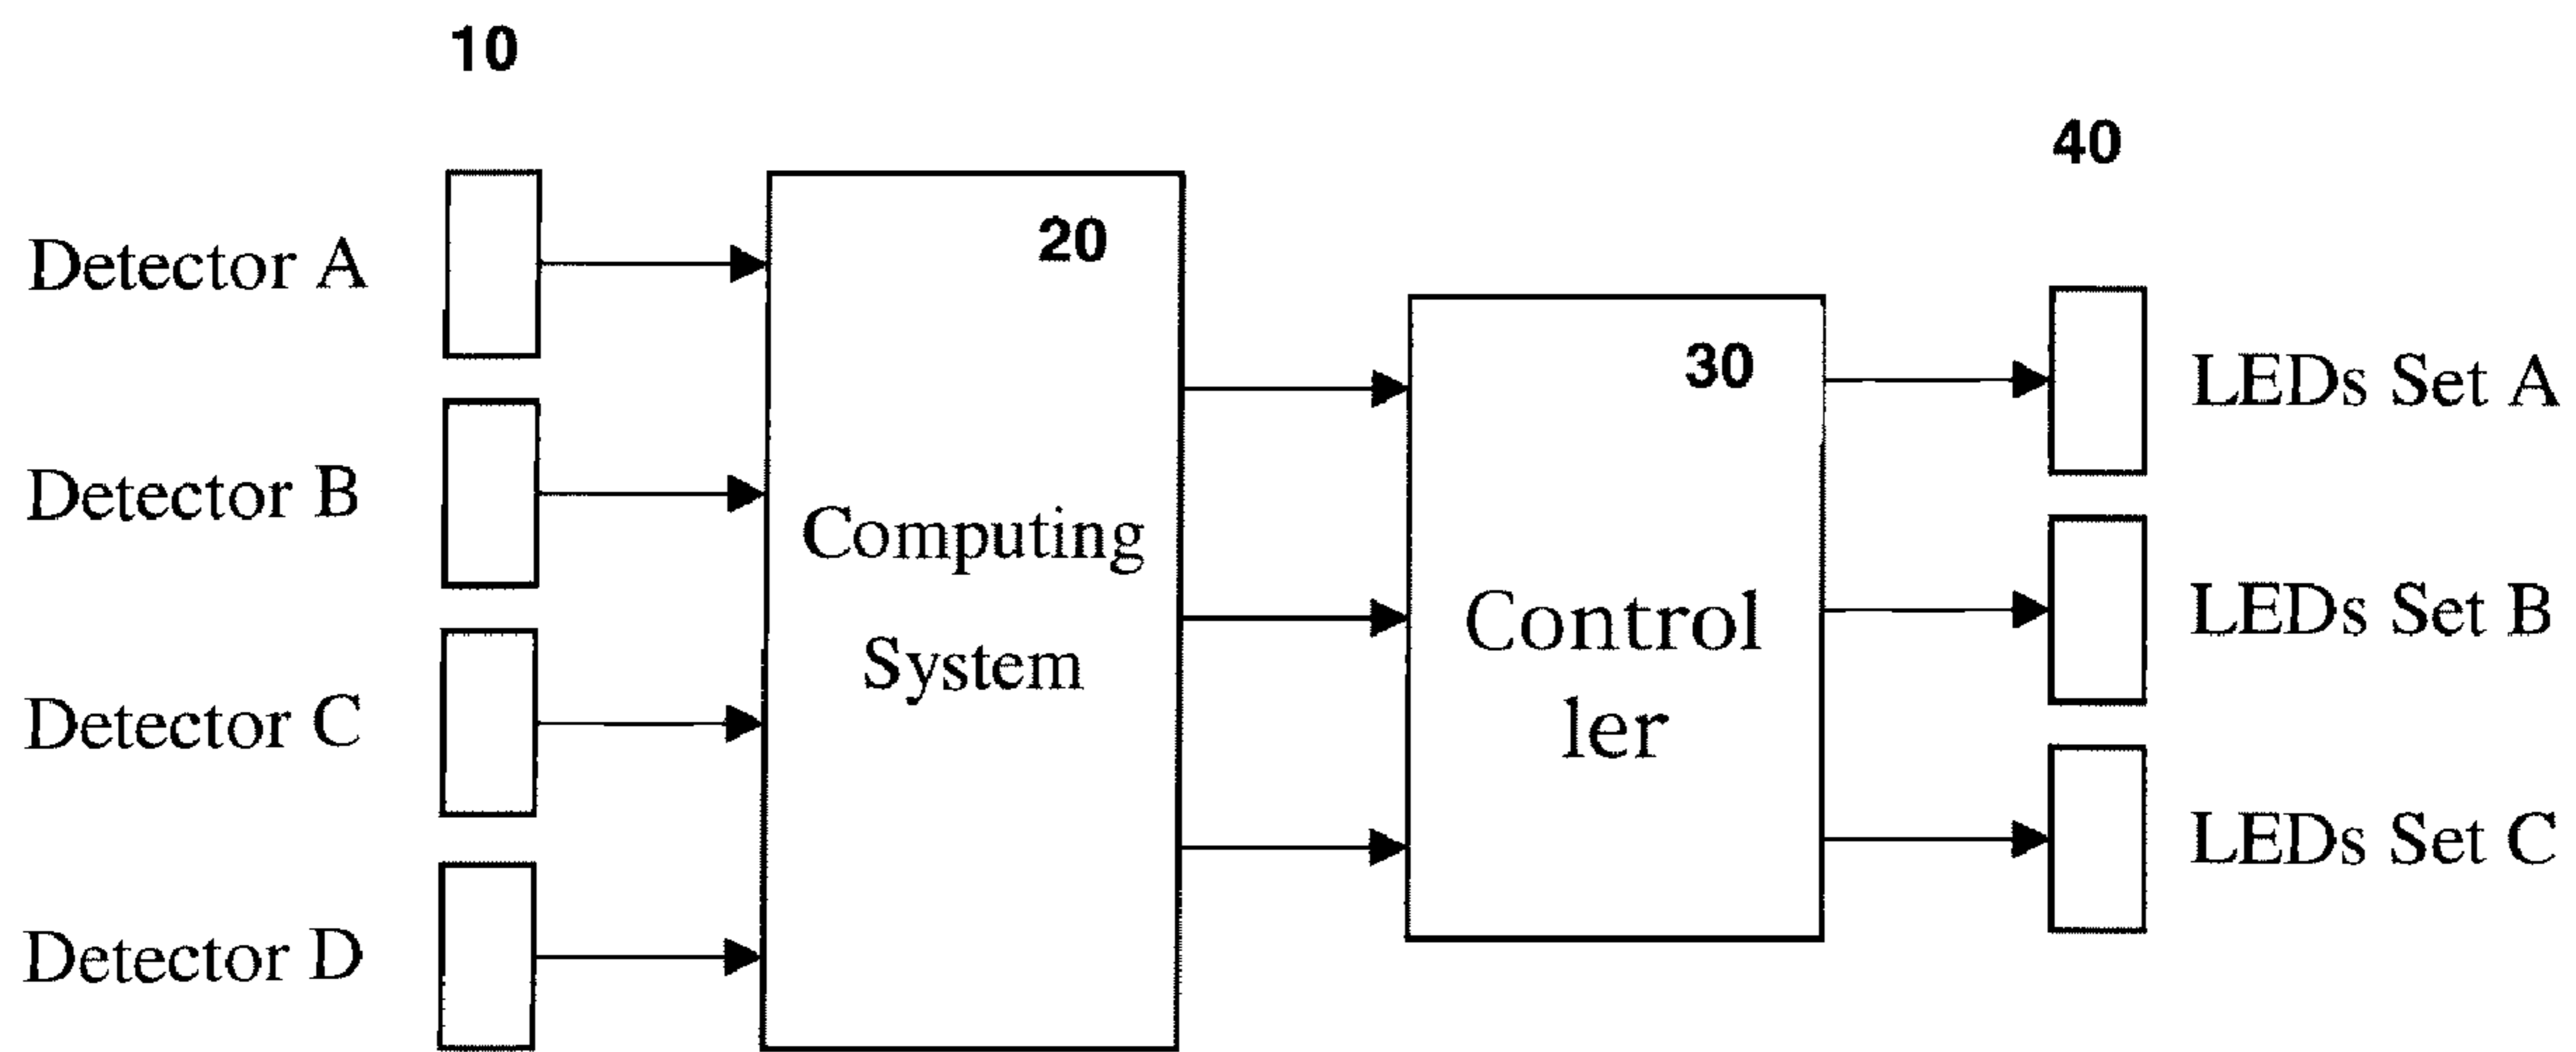 10
40
20
Detector A
30
LEDs Set A
Detector B
Computing
System
Control
ler
LEDs Set B
Detector C
LEDs Set C
Detector D